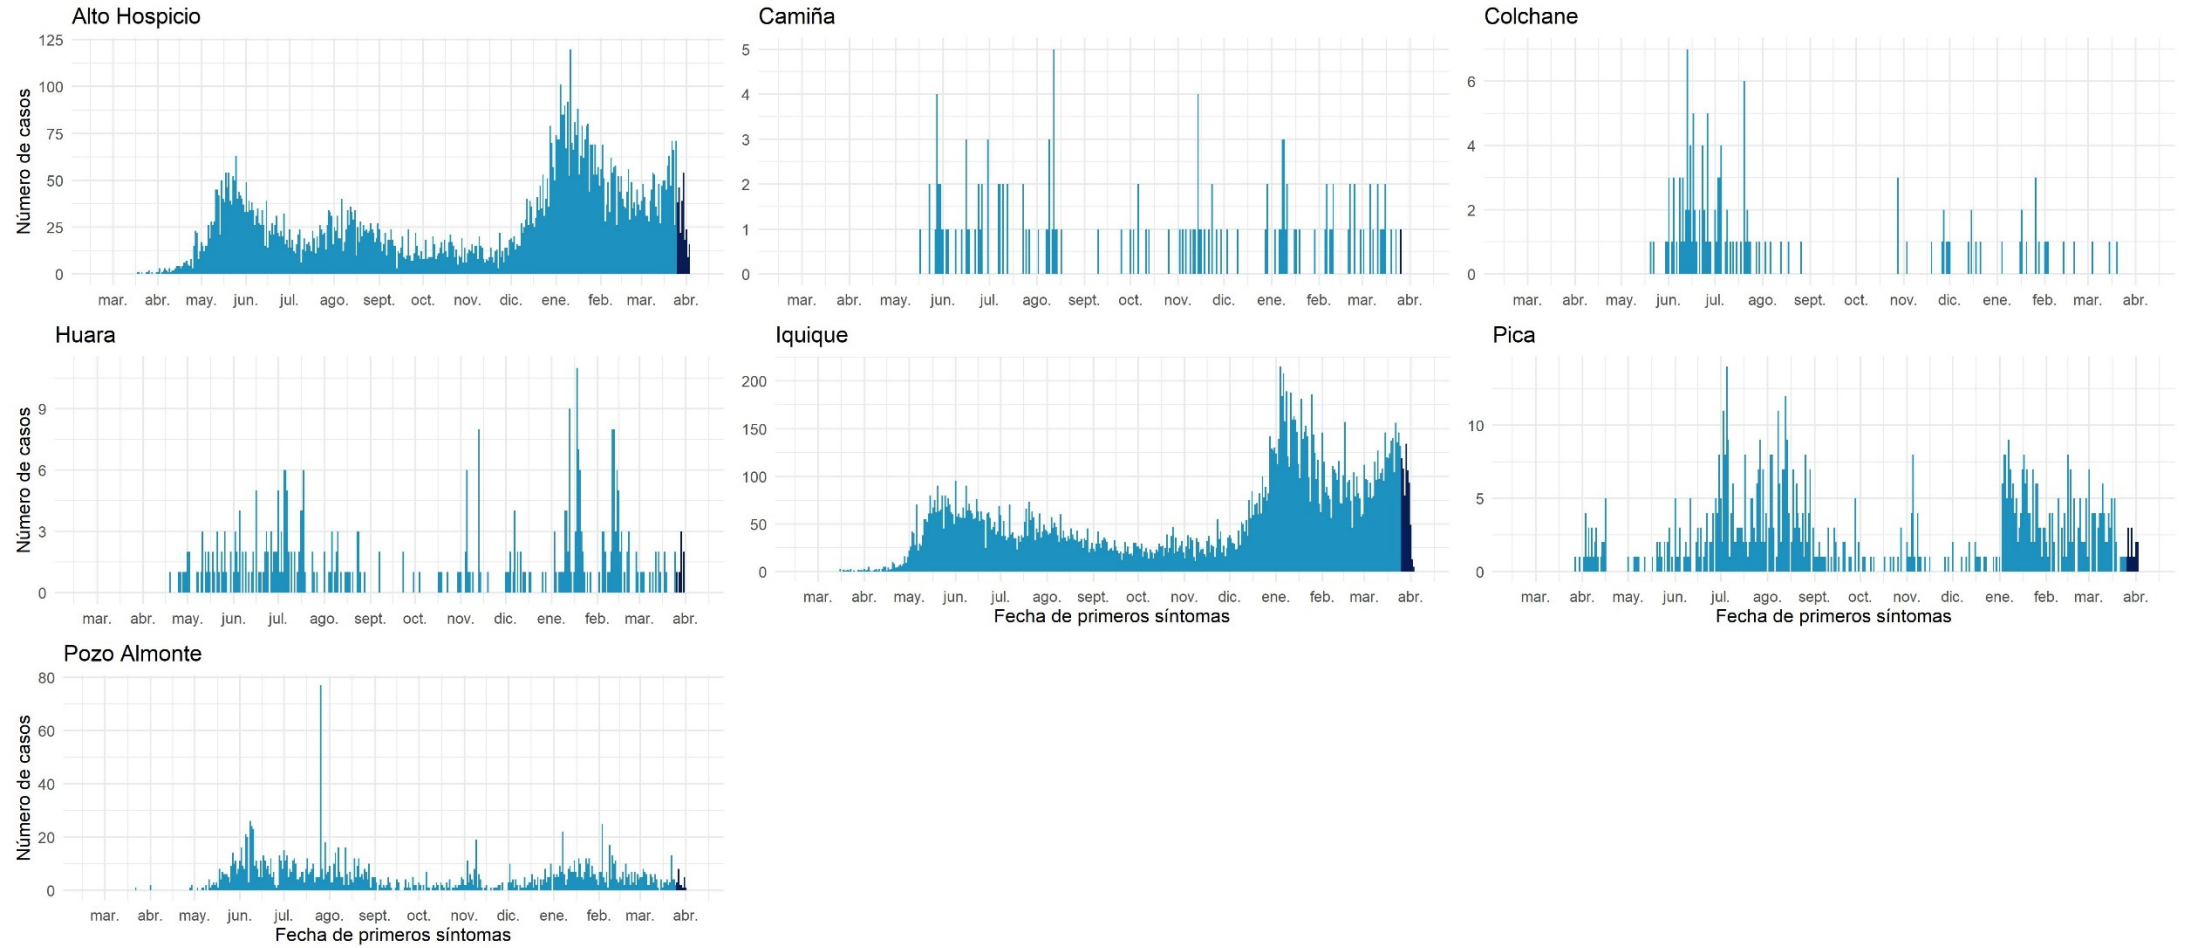 Alto Hospicio
Camiña
Colchane
Número de casos
125
100
75
50
25
0
mar. abr. may. jun. jul. ago. sept. oct. nov. dic. ene. feb. mar. abr.
5
4
3
2
1
0
mar. abr. may. jun. jul. ago. sept. oct. nov. dic. ene. feb. mar. abr.
6
4
2
0
mar. abr. may. jun. jul. ago. sept. oct. nov. dic. ene. feb. mar. abr.
Huara
Iquique
Pica
Número de casos
9
6
3
0
mar. abr. may. jun. jul. ago. sept. oct. nov. dic. ene. feb. mar. abr.
200
150
100
50
0
mar. abr. may. jun. jul. ago. sept. oct. nov. dic. ene. feb. mar. abr.
Fecha de primeros síntomas
10
5
0
mar. abr. may. jun. jul. ago. sept. oct. nov. dic. ene. feb. mar. abr.
Fecha de primeros síntomas
Pozo Almonte
Número de casos
80
60
40
20
0
mar. abr. may. jun. jul. ago. sept. oct. nov. dic. ene. feb. mar. abr.
Fecha de primeros síntomas